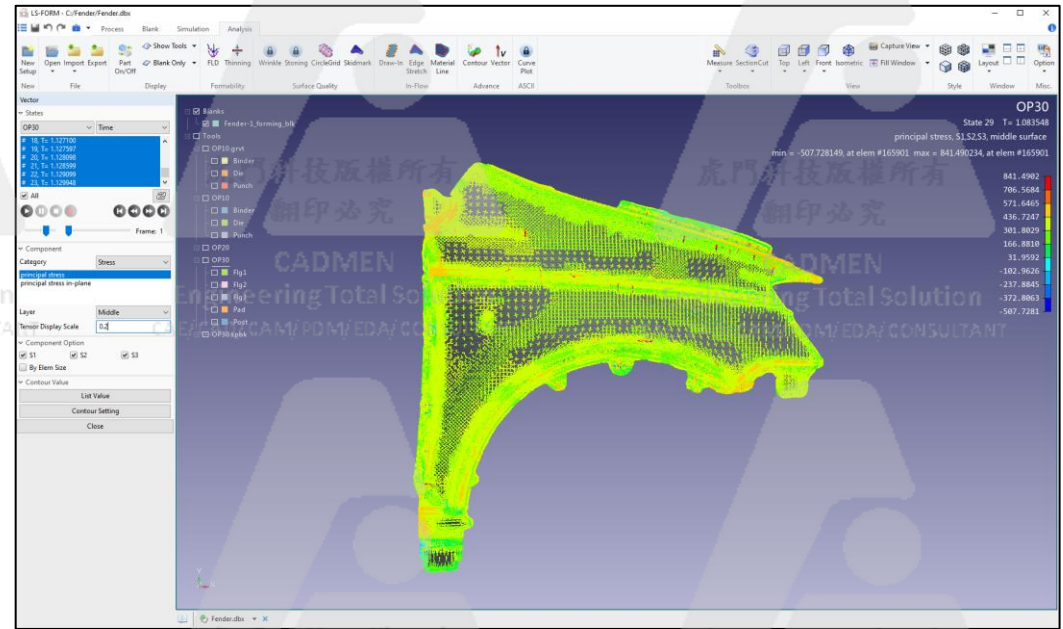 LS-FORM - C:/Fender/Fender.dbs
Process Blank Simulation Analysis
New Setup Open Import Export Part On/Off Show Tools Blank Only FLD Thinning Wrinkle Stoning CircleGrid Skidmark Draw-In Edge Stretch Material Line Contour Vector Curve Plot Measure SectionCut Top Left Front Isometric Capture View Fill Window Layout Option
New File Display Formability Surface Quality In-Flow Advance ASCII Toolbox View Style Window Misc.
Vector
States
OP30 Time
# 18, T= 1.127100
# 19, T= 1.127597
# 20, T= 1.128098
# 21, T= 1.128599
# 22, T= 1.129099
# 23, T= 1.129948
All
Frame: 1
Component
Category Stress
principal stress
principal stress in-plane
Layer Middle
Tensor Display Scale 0.2
Component Option
S1 S2 S3
By Elem Size
Contour Value
List Value
Contour Setting
Close
Blanks
Fender-1_forming_blk
Tools
OP10.grvt
Binder
Die
Punch
OP10
Binder
Die
Punch
OP20
OP30
Flg1
Flg2
Flg3
Pad
Post
OP30.spbk
OP30
State 29 T= 1.083548
principal stress, S1,S2,S3, middle surface
min = -507.728149, at elem #165901 max = 841.490234, at elem #165901
841.4902
706.5684
571.6465
436.7247
301.8029
166.8810
31.9592
-102.9626
-237.8845
-372.8063
-507.7281
Y
X
Fender.dbs
虎門科技版權所有
翻印必究
CADMEN
Engineering Total Solution
CAE/CAM/PDM/EDA/CONSULTANT